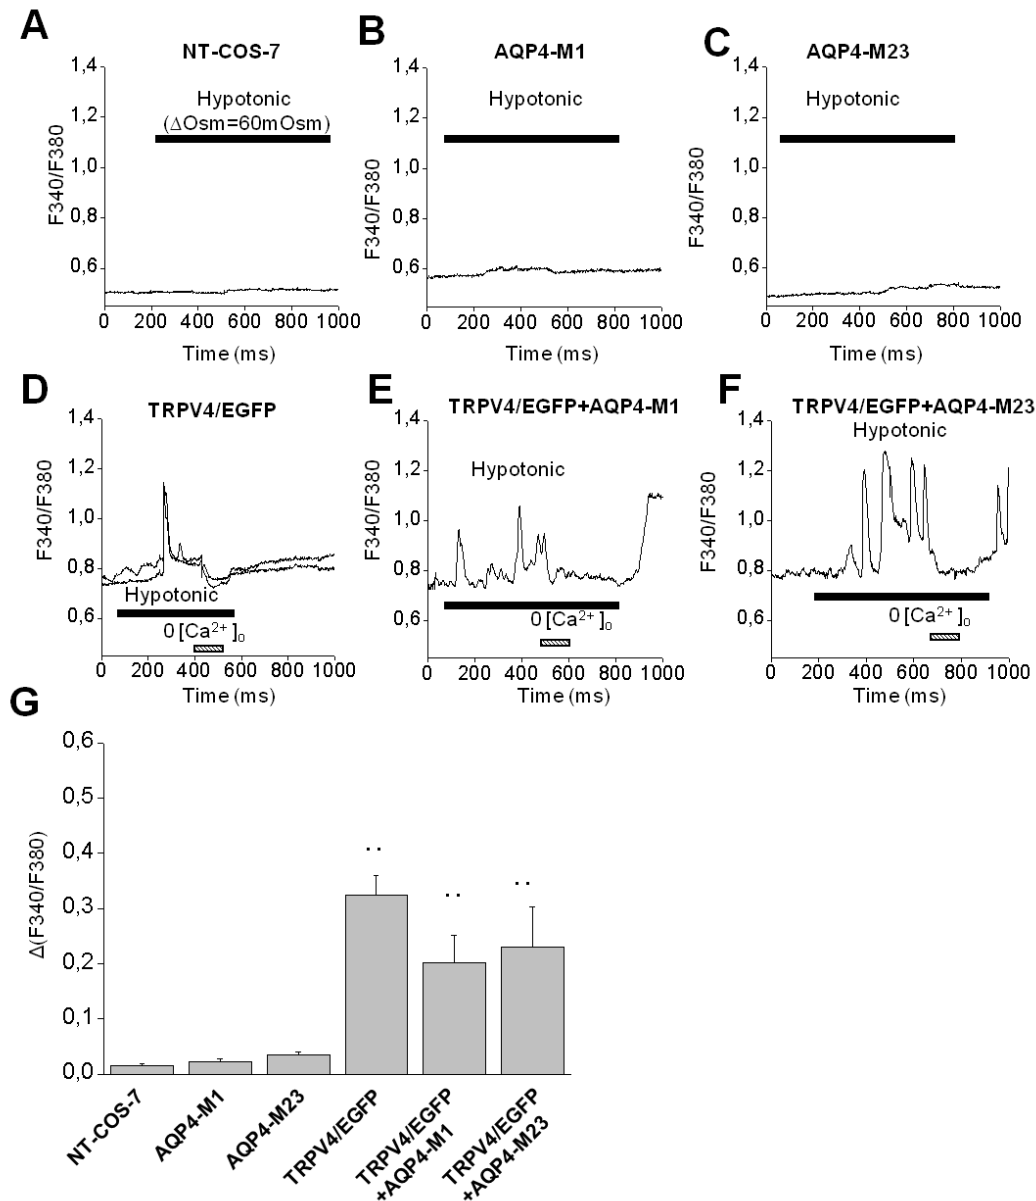 A
NT-COS-7
1,4
1,2
1,0
0,8
0,6
F340/F380
Hypotonic
(ΔOsm=60mOsm)
0 200 400 600 800 1000
Time (ms)
B
AQP4-M1
1,4
1,2
1,0
0,8
0,6
F340/F380
Hypotonic
0 200 400 600 800 1000
Time (ms)
C
AQP4-M23
1,4
1,2
1,0
0,8
0,6
F340/F380
Hypotonic
0 200 400 600 800 1000
Time (ms)
D
TRPV4/EGFP
1,4
1,2
1,0
0,8
0,6
F340/F380
Hypotonic
0 [Ca²⁺]₀
0 200 400 600 800 1000
Time (ms)
E
TRPV4/EGFP+AQP4-M1
1,4
1,2
1,0
0,8
0,6
F340/F380
Hypotonic
0 [Ca²⁺]₀
0 200 400 600 800 1000
Time (ms)
F
TRPV4/EGFP+AQP4-M23
1,4
1,2
1,0
0,8
0,6
F340/F380
Hypotonic
0 [Ca²⁺]₀
0 200 400 600 800 1000
Time (ms)
G
0,6
0,5
0,4
0,3
0,2
0,1
0,0
Δ(F340/F380)
NT-COS-7
AQP4-M1
AQP4-M23
TRPV4/EGFP
TRPV4/EGFP
+AQP4-M1
TRPV4/EGFP
+AQP4-M23